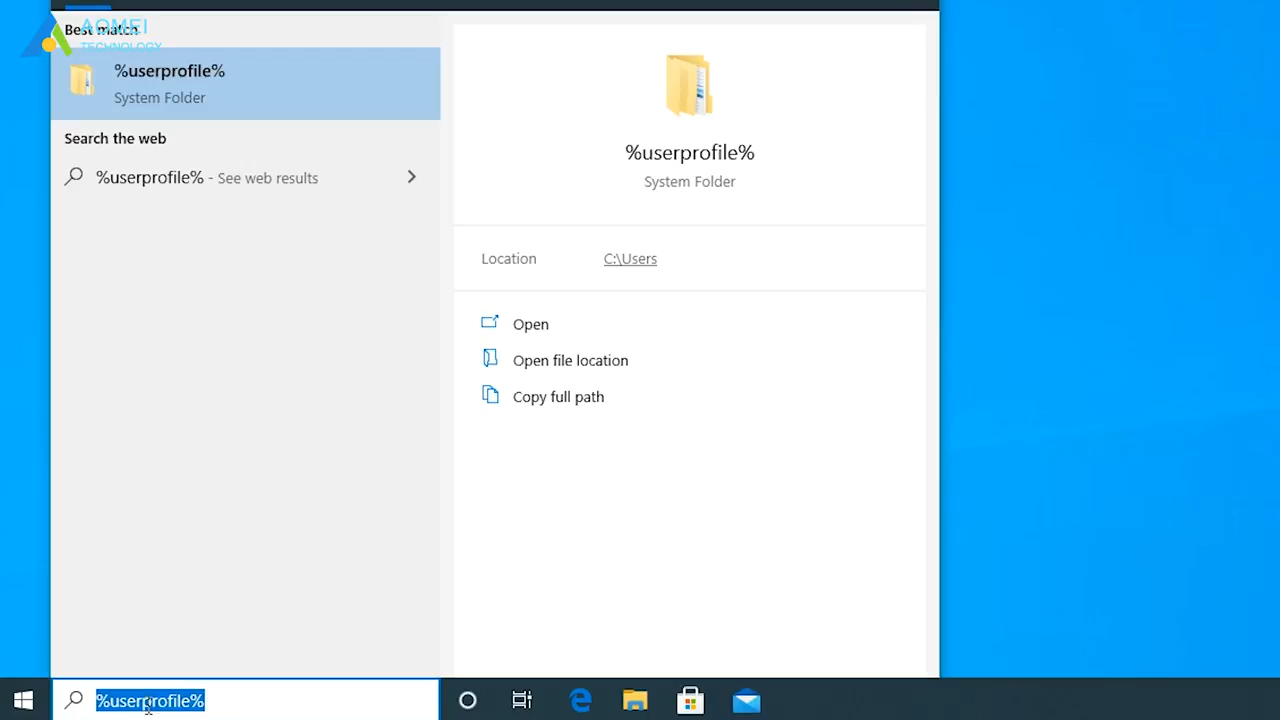 Best match
AOMEI
TECHNOLOGY
%userprofile%
System Folder
Search the web
%userprofile% - See web results
%userprofile%
System Folder
Location C:\Users
Open
Open file location
Copy full path
%userprofile%